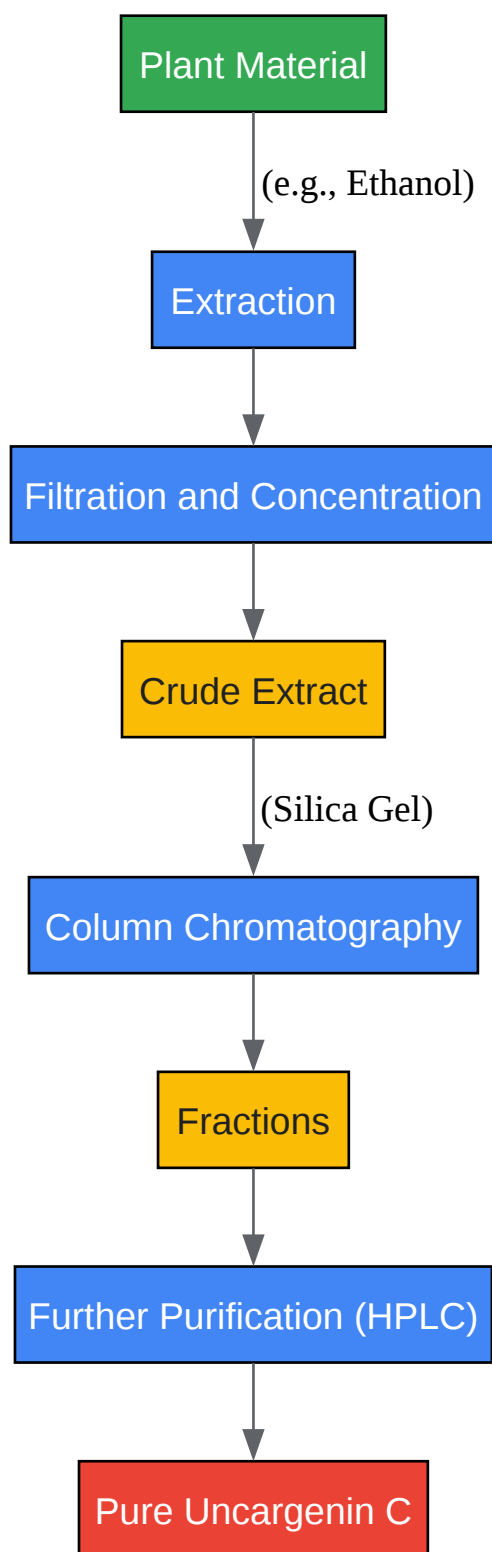 Plant Material
(e.g., Ethanol)
Extraction
Filtration and Concentration
Crude Extract
(Silica Gel)
Column Chromatography
Fractions
Further Purification (HPLC)
Pure Uncargenin C